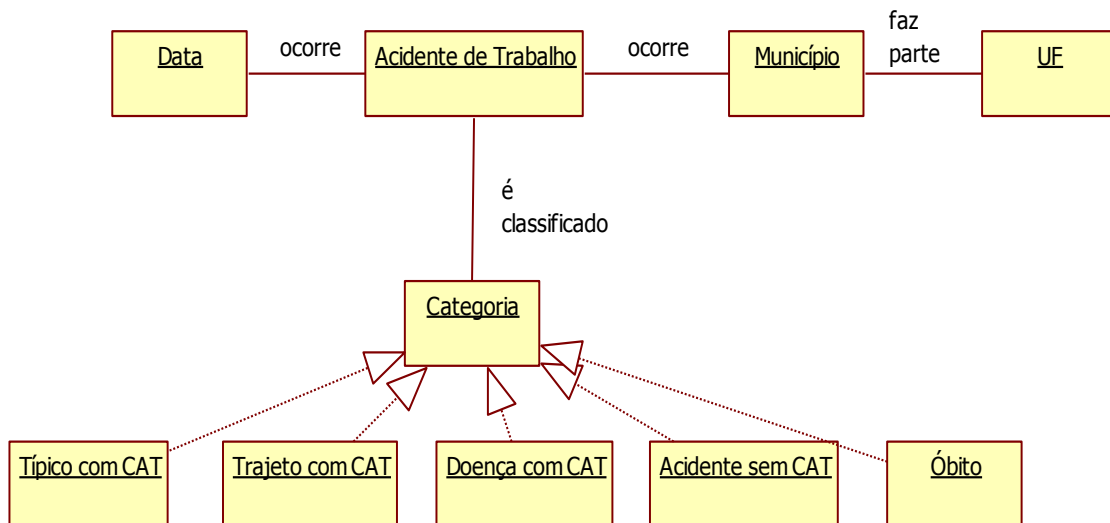 Data
ocorre
Acidente de Trabalho
ocorre
Município
faz
parte
UF
é
classificado
Categoria
Típico com CAT
Trajeto com CAT
Doença com CAT
Acidente sem CAT
Óbito